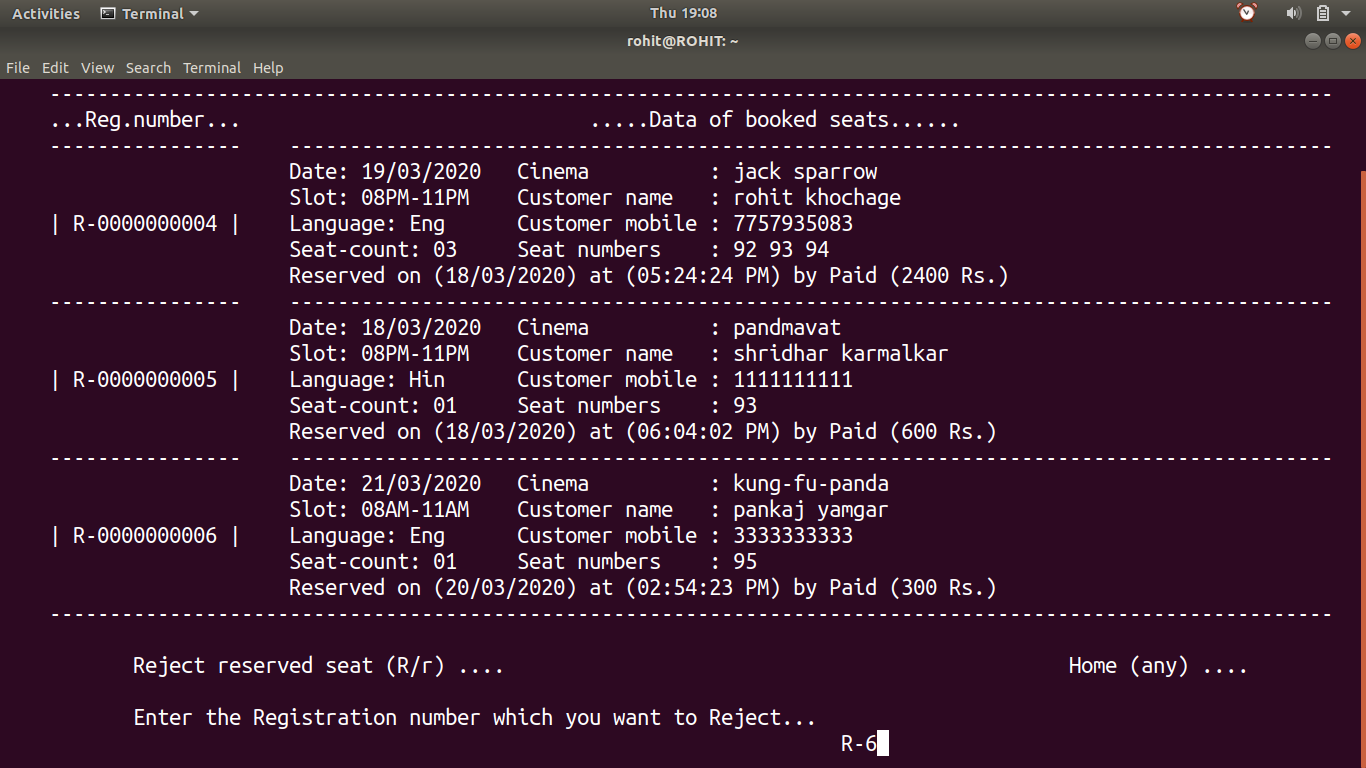 Activities Terminal Thu 19:08
rohit@ROHIT: ~
File Edit View Search Terminal Help
-----------------------------------------------------------------------------------------------------------
...Reg.number... .....Data of booked seats......
---------------- ---------------------------------------------------------------------------------------
Date: 19/03/2020 Cinema : jack sparrow
Slot: 08PM-11PM Customer name : rohit khochage
| R-0000000004 | Language: Eng Customer mobile : 7757935083
Seat-count: 03 Seat numbers : 92 93 94
Reserved on (18/03/2020) at (05:24:24 PM) by Paid (2400 Rs.)
---------------- ---------------------------------------------------------------------------------------
Date: 18/03/2020 Cinema : pandmavat
Slot: 08PM-11PM Customer name : shridhar karmalkar
| R-0000000005 | Language: Hin Customer mobile : 1111111111
Seat-count: 01 Seat numbers : 93
Reserved on (18/03/2020) at (06:04:02 PM) by Paid (600 Rs.)
---------------- ---------------------------------------------------------------------------------------
Date: 21/03/2020 Cinema : kung-fu-panda
Slot: 08AM-11AM Customer name : pankaj yamgar
| R-0000000006 | Language: Eng Customer mobile : 3333333333
Seat-count: 01 Seat numbers : 95
Reserved on (20/03/2020) at (02:54:23 PM) by Paid (300 Rs.)
-----------------------------------------------------------------------------------------------------------
Reject reserved seat (R/r) .... Home (any) ....
Enter the Registration number which you want to Reject...
R-6